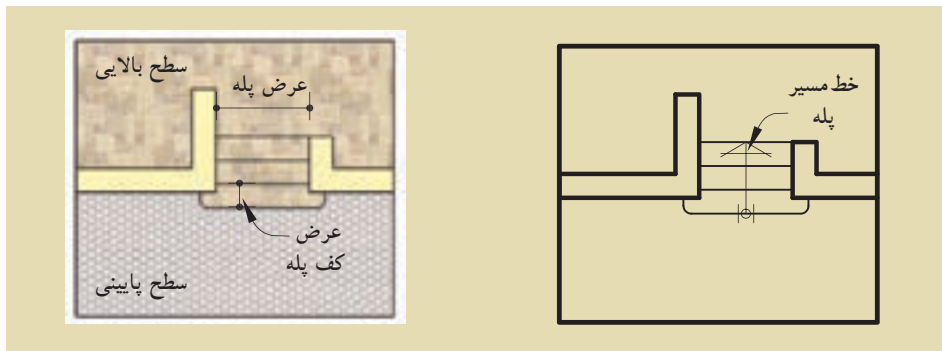 سطح بالایی
عرض پله
عرض
کف پله
سطح پایینی
خط مسیر
پله